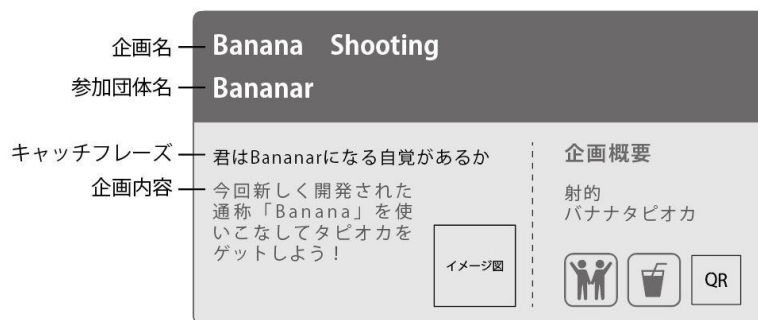 企画名
Banana　Shooting
参加団体名
Bananar
キャッチフレーズ
君はBananarになる自覚があるか
企画内容
今回新しく開発された
通称「Banana」を使
いこなしてタピオカを
ゲットしよう！
イメージ図
企画概要
射的
バナナタピオカ
QR